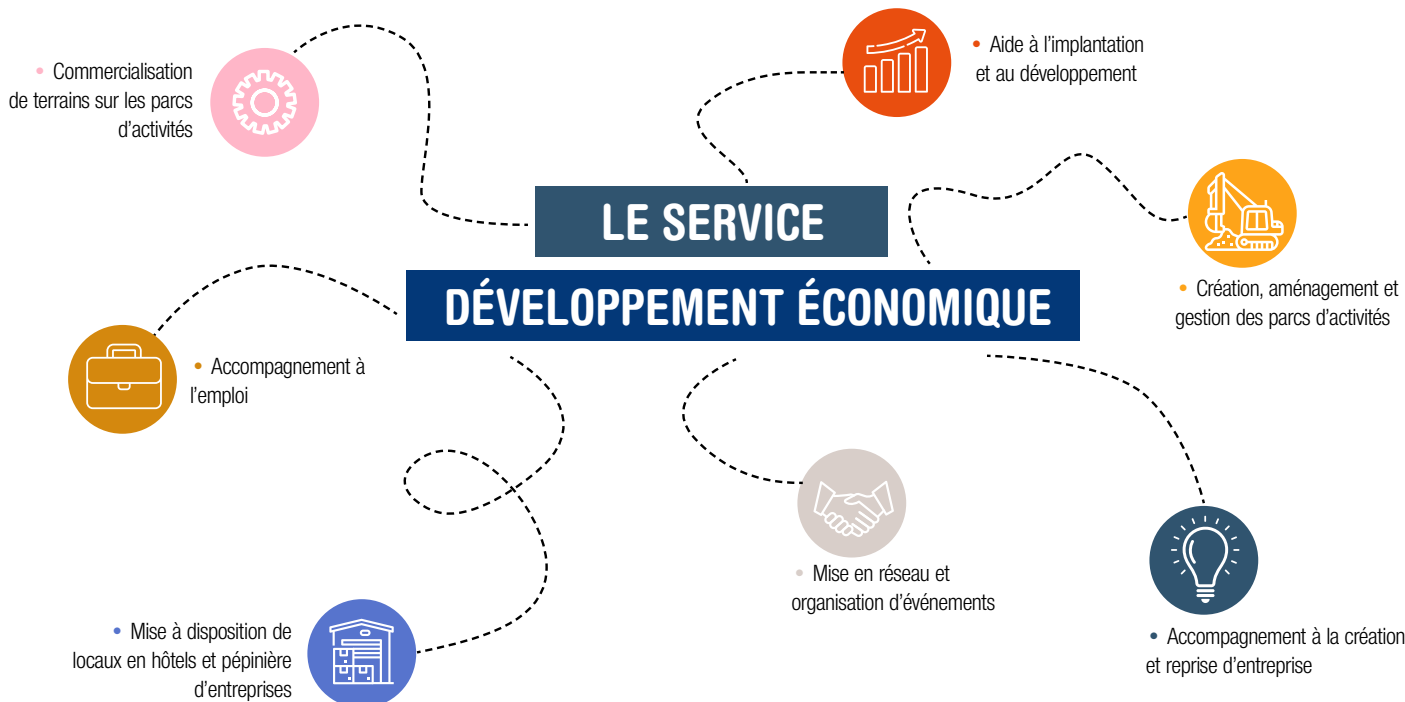 • Commercialisation
de terrains sur les parcs
d’activités
• Aide à l’implantation
et au développement
LE SERVICE
DÉVELOPPEMENT ÉCONOMIQUE
• Création, aménagement et
gestion des parcs d’activités
• Accompagnement à
l’emploi
• Mise en réseau et
organisation d’événements
• Mise à disposition de
locaux en hôtels et pépinière
d’entreprises
• Accompagnement à la création
et reprise d’entreprise